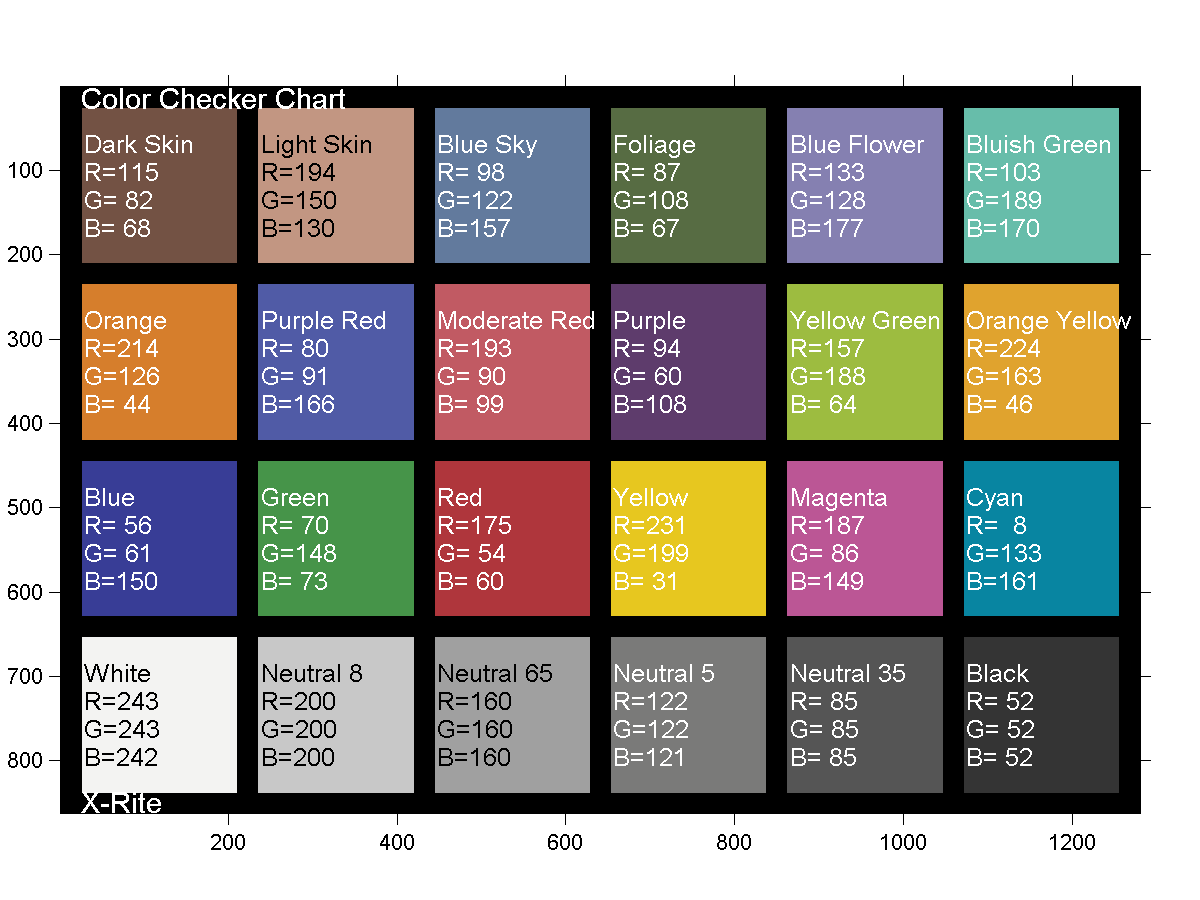 Color Checker Chart
Dark Skin
R=115
G= 82
B= 68
Light Skin
R=194
G=150
B=130
Blue Sky
R= 98
G=122
B=157
Foliage
R= 87
G=108
B= 67
Blue Flower
R=133
G=128
B=177
Bluish Green
R=103
G=189
B=170
Orange
R=214
G=126
B= 44
Purple Red
R= 80
G= 91
B=166
Moderate Red
R=193
G= 90
B= 99
Purple
R= 94
G= 60
B=108
Yellow Green
R=157
G=188
B= 64
Orange Yellow
R=224
G=163
B= 46
Blue
R= 56
G= 61
B=150
Green
R= 70
G=148
B= 73
Red
R=175
G= 54
B= 60
Yellow
R=231
G=199
B= 31
Magenta
R=187
G= 86
B=149
Cyan
R=  8
G=133
B=161
White
R=243
G=243
B=242
Neutral 8
R=200
G=200
B=200
Neutral 65
R=160
G=160
B=160
Neutral 5
R=122
G=122
B=121
Neutral 35
R= 85
G= 85
B= 85
Black
R= 52
G= 52
B= 52
X-Rite
100
200
300
400
500
600
700
800
200
400
600
800
1000
1200